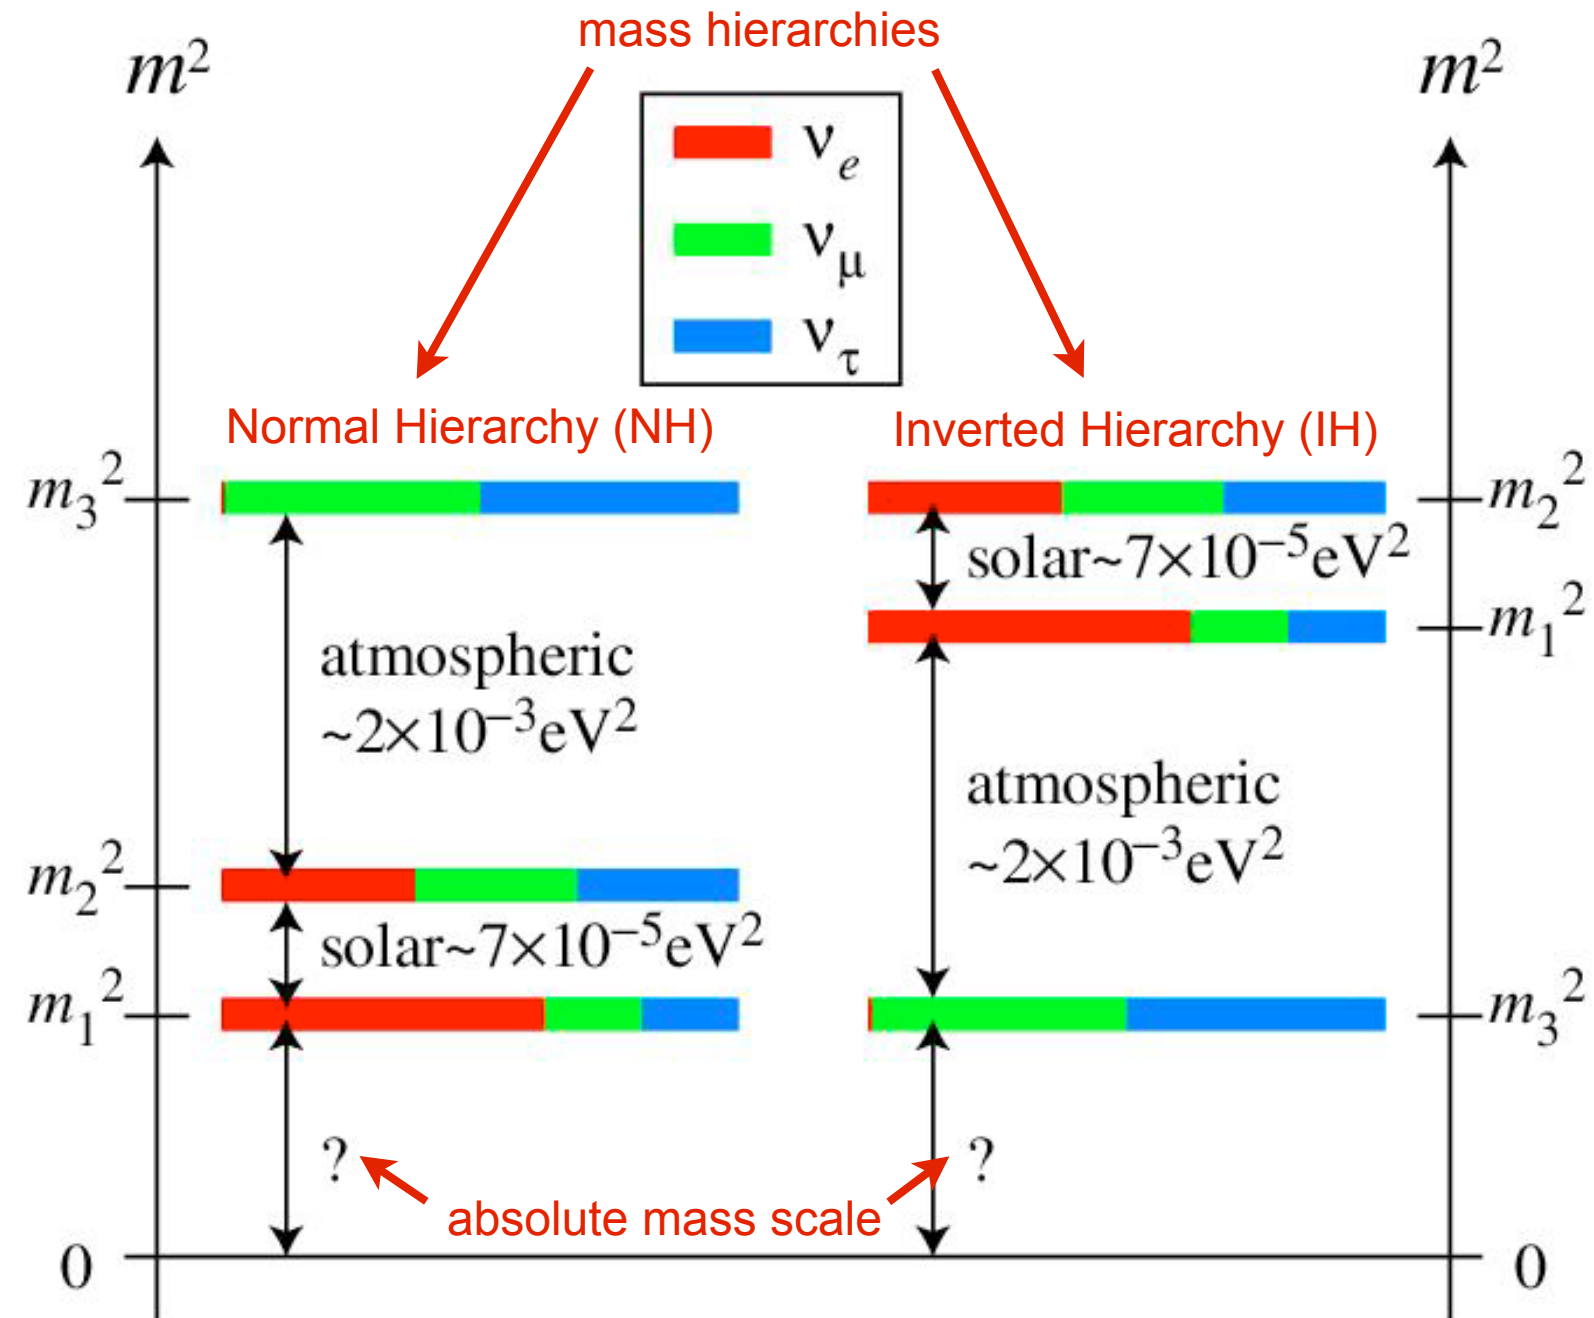 mass hierarchies
m²
m²
νe
νμ
ντ
Normal Hierarchy (NH)
Inverted Hierarchy (IH)
m₃²
m₂²
solar~7×10⁻⁵eV²
m₁²
atmospheric
~2×10⁻³eV²
atmospheric
~2×10⁻³eV²
m₂²
solar~7×10⁻⁵eV²
m₁²
m₃²
?
?
absolute mass scale
0
0